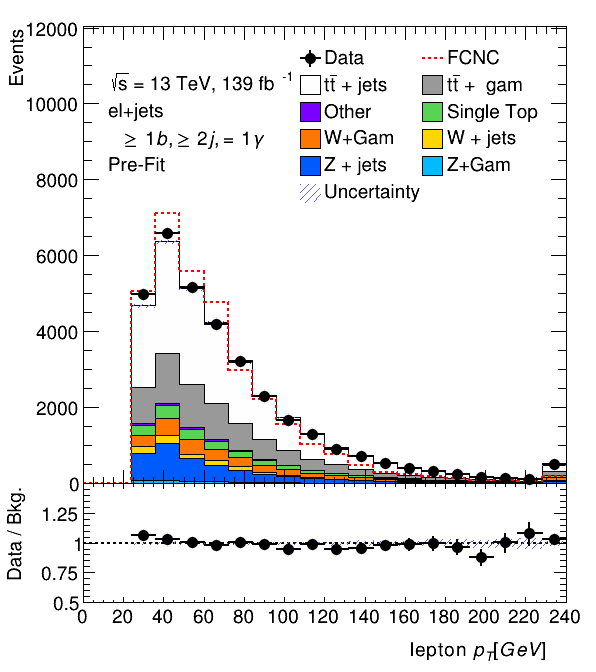 Events
12000
10000
8000
6000
4000
2000
0
√s = 13 TeV, 139 fb⁻¹
el+jets
≥ 1b, ≥ 2j, = 1γ
Pre-Fit
Data FCNC
tt̄ + jets tt̄ + gam
Other Single Top
W+Gam W + jets
Z + jets Z+Gam
Uncertainty
Data / Bkg.
1.25
1
0.75
0.5
0 20 40 60 80 100 120 140 160 180 200 220 240
lepton p_T[GeV]